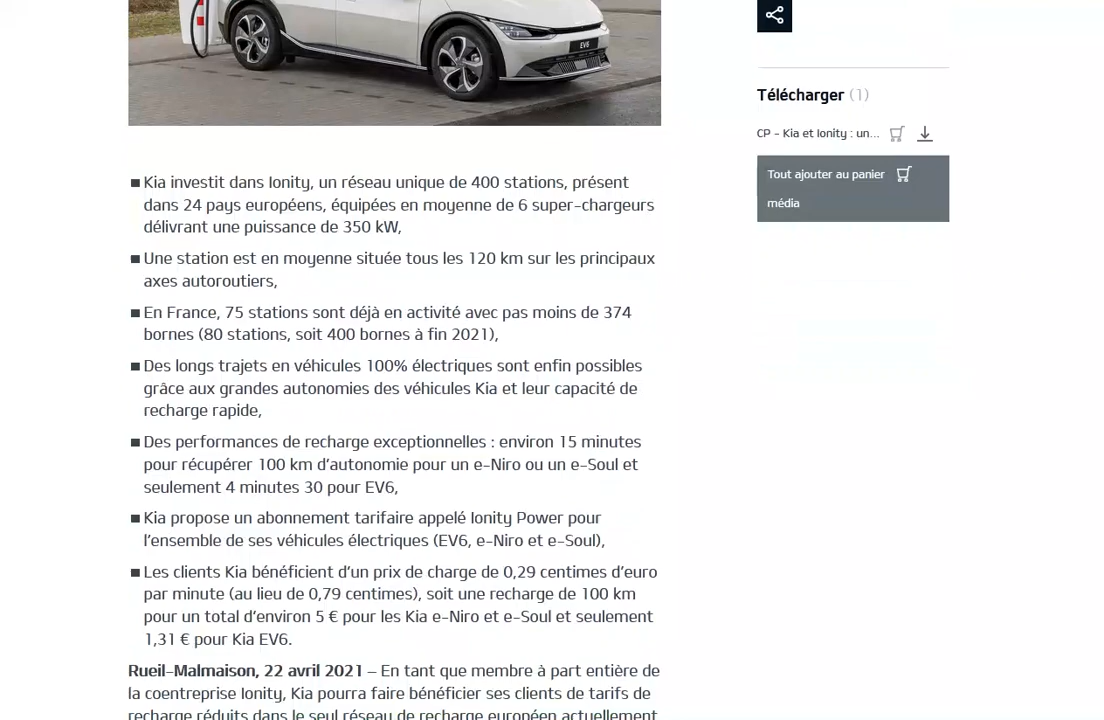 EV6
Télécharger (1)
CP - Kia et Ionity : un...
Tout ajouter au panier
média
■ Kia investit dans Ionity, un réseau unique de 400 stations, présent
dans 24 pays européens, équipées en moyenne de 6 super-chargeurs
délivrant une puissance de 350 kW,
■ Une station est en moyenne située tous les 120 km sur les principaux
axes autoroutiers,
■ En France, 75 stations sont déjà en activité avec pas moins de 374
bornes (80 stations, soit 400 bornes à fin 2021),
■ Des longs trajets en véhicules 100% électriques sont enfin possibles
grâce aux grandes autonomies des véhicules Kia et leur capacité de
recharge rapide,
■ Des performances de recharge exceptionnelles : environ 15 minutes
pour récupérer 100 km d'autonomie pour un e-Niro ou un e-Soul et
seulement 4 minutes 30 pour EV6,
■ Kia propose un abonnement tarifaire appelé Ionity Power pour
l'ensemble de ses véhicules électriques (EV6, e-Niro et e-Soul),
■ Les clients Kia bénéficient d'un prix de charge de 0,29 centimes d'euro
par minute (au lieu de 0,79 centimes), soit une recharge de 100 km
pour un total d'environ 5 € pour les Kia e-Niro et e-Soul et seulement
1,31 € pour Kia EV6.
Rueil-Malmaison, 22 avril 2021 – En tant que membre à part entière de
la coentreprise Ionity, Kia pourra faire bénéficier ses clients de tarifs de
recharge réduits dans le seul réseau de recharge européen actuellement